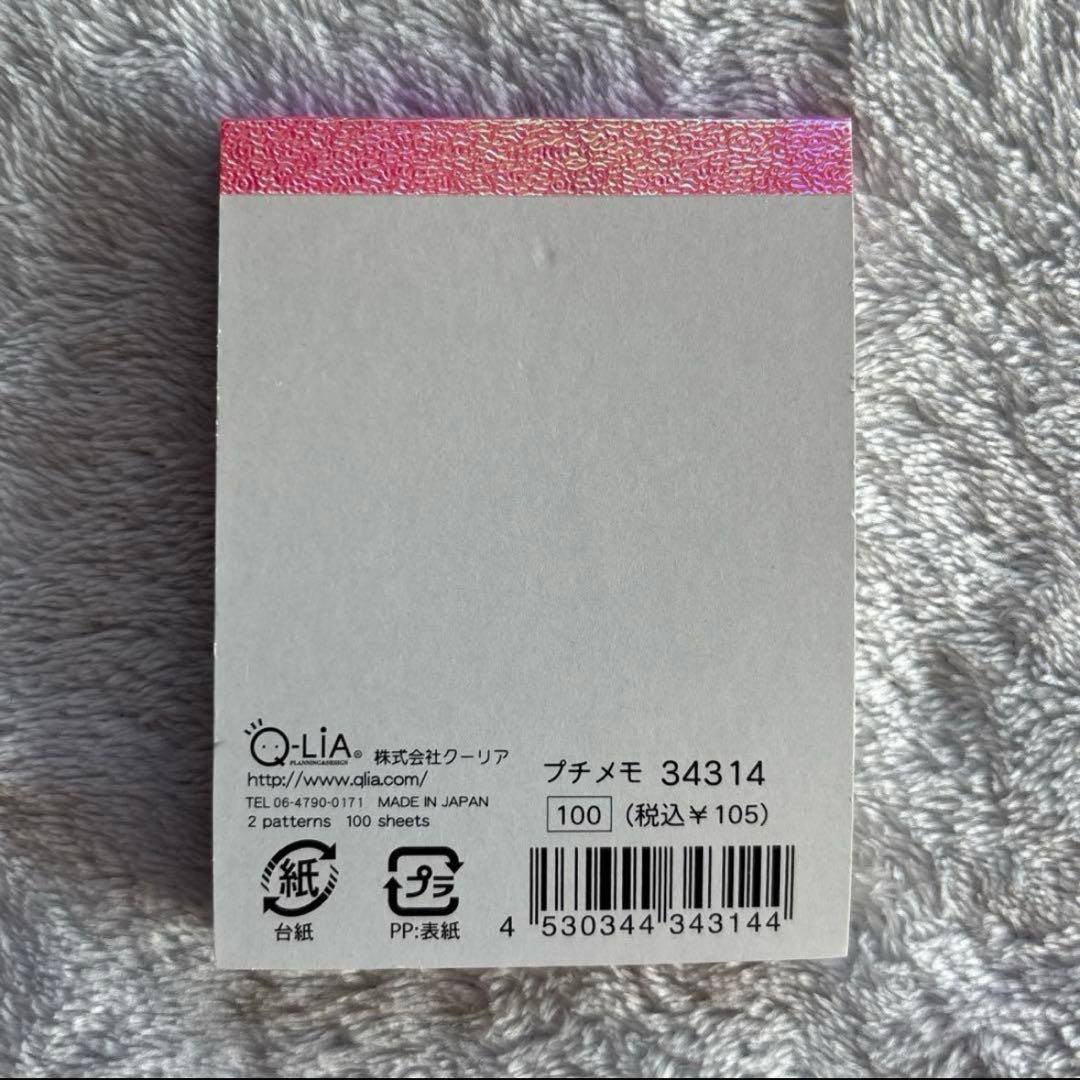 Q-LiA® 株式会社クーリア
PLANNING&DESIGN
http://www.qlia.com/
TEL 06-4790-0171 MADE IN JAPAN
2 patterns 100 sheets
プチメモ 34314
100 (税込¥105)
紙
台紙
プラ
PP:表紙
4 530344 343144